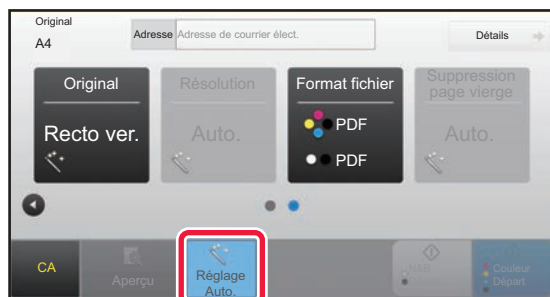 Original
A4
Adresse Adresse de courrier élect.
Détails
Original
Recto ver.
Résolution
Auto.
Format fichier
PDF
PDF
Suppression
page vierge
Auto.
CA
Aperçu
Réglage
Auto.
N&B
Départ
Couleur
Départ